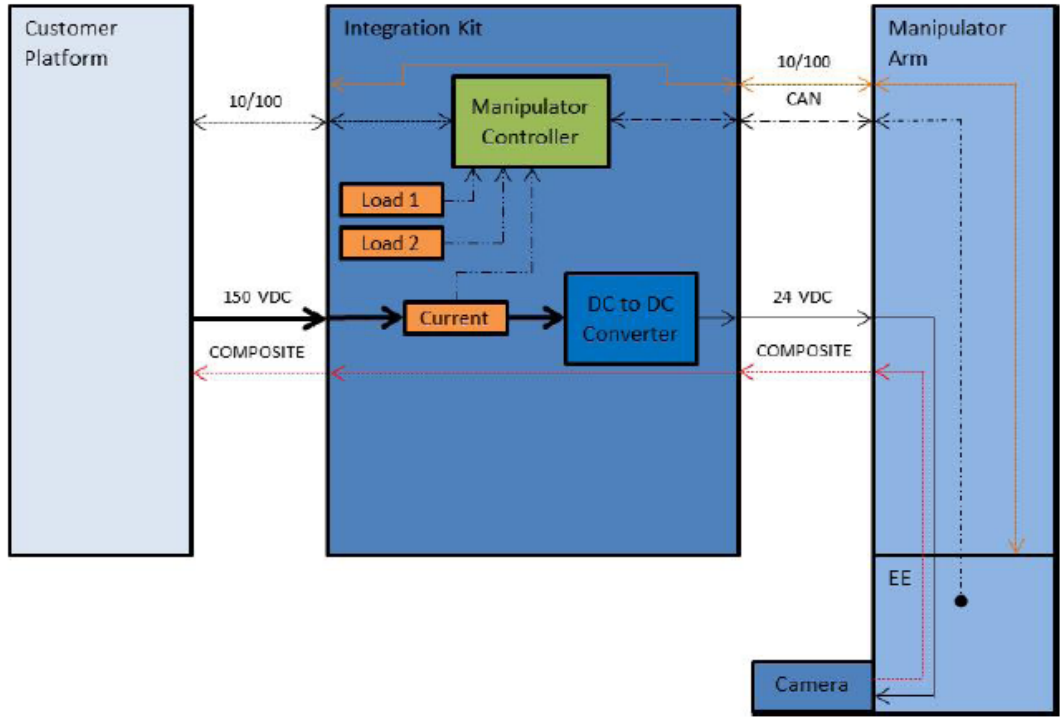 Customer
Platform
Integration Kit
Manipulator
Arm
10/100
10/100
CAN
Manipulator
Controller
Load 1
Load 2
150 VDC
Current
DC to DC
Converter
24 VDC
COMPOSITE
COMPOSITE
EE
Camera